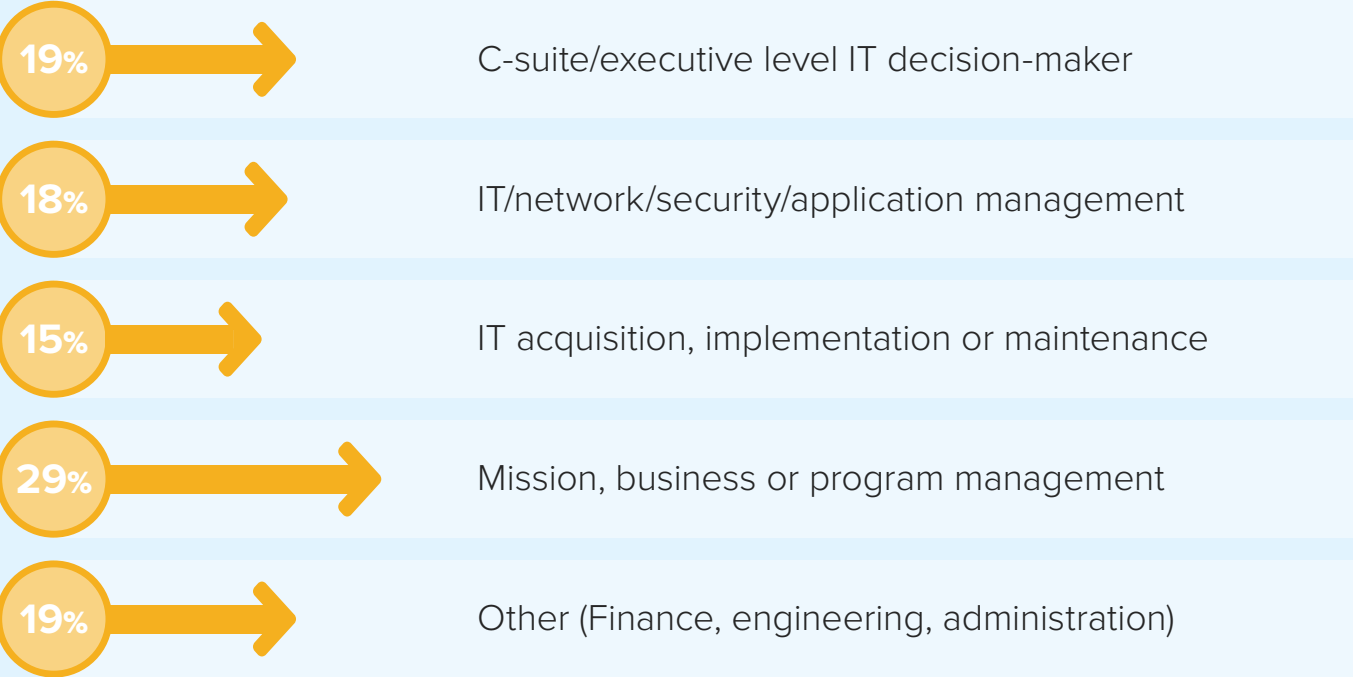 19% C-suite/executive level IT decision-maker
18% IT/network/security/application management
15% IT acquisition, implementation or maintenance
29% Mission, business or program management
19% Other (Finance, engineering, administration)